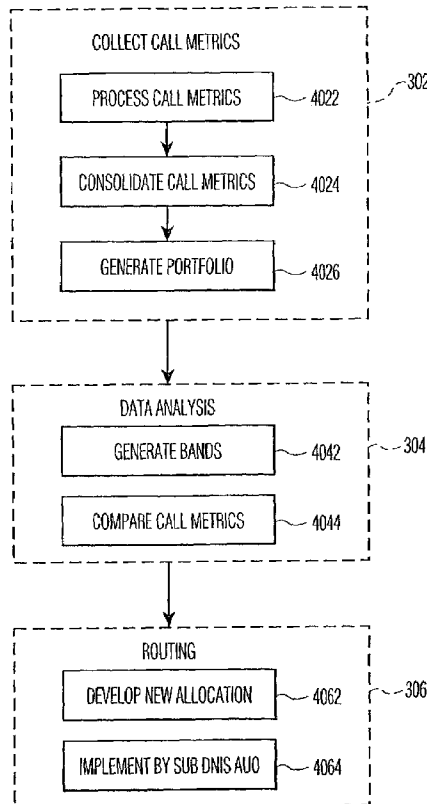 COLLECT CALL METRICS
302
PROCESS CALL METRICS
4022
CONSOLIDATE CALL METRICS
4024
GENERATE PORTFOLIO
4026
DATA ANALYSIS
304
GENERATE BANDS
4042
COMPARE CALL METRICS
4044
ROUTING
306
DEVELOP NEW ALLOCATION
4062
IMPLEMENT BY SUB DNIS AUO
4064